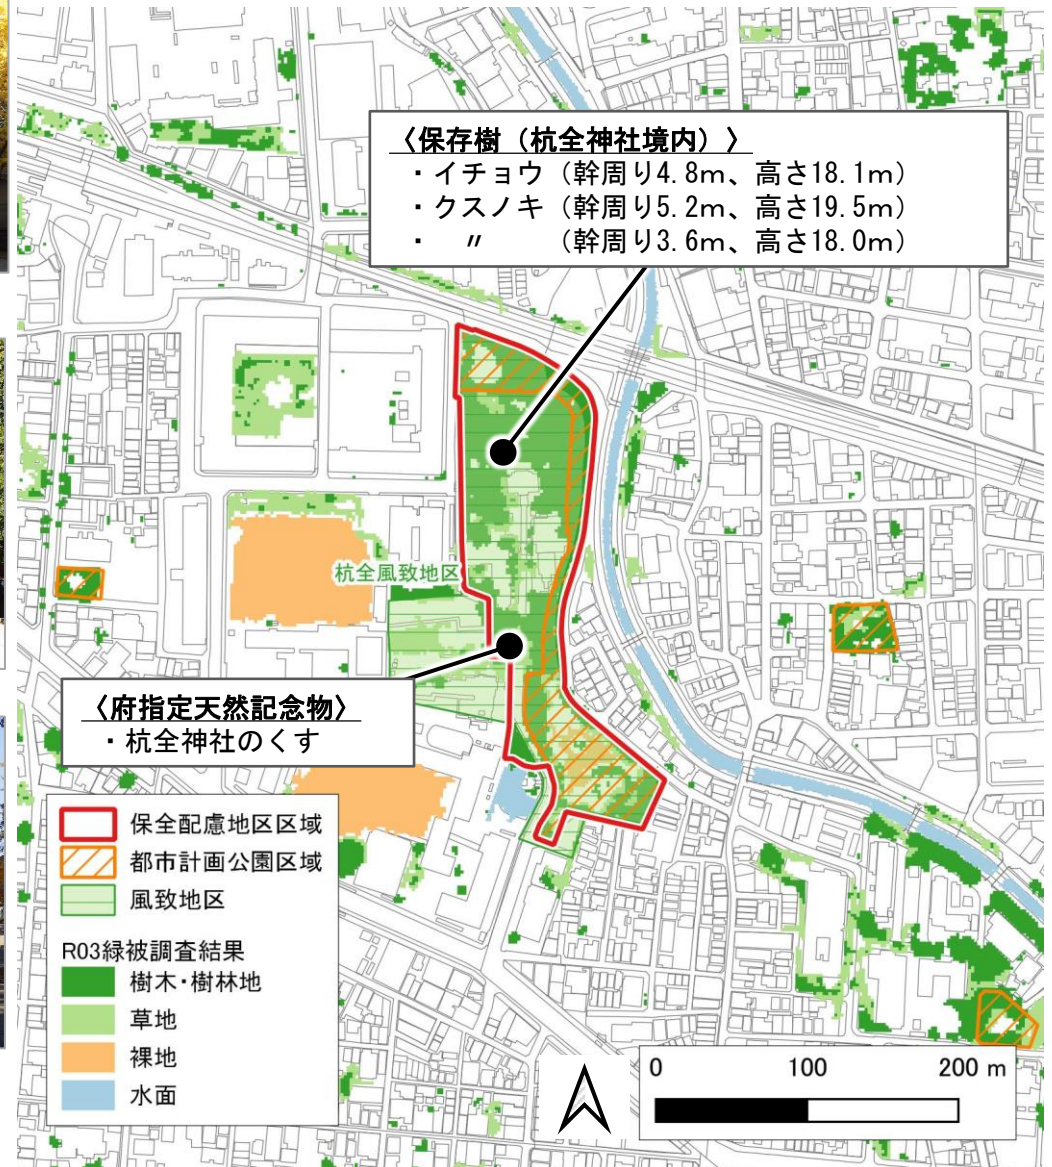 〈保存樹（杭全神社境内）〉
・イチョウ（幹周り4.8m、高さ18.1m）
・クスノキ（幹周り5.2m、高さ19.5m）
・　〃　　（幹周り3.6m、高さ18.0m）
杭全風致地区
〈府指定天然記念物〉
・杭全神社のくす
保全配慮地区区域
都市計画公園区域
風致地区
R03緑被調査結果
樹木・樹林地
草地
裸地
水面
0 100 200 m